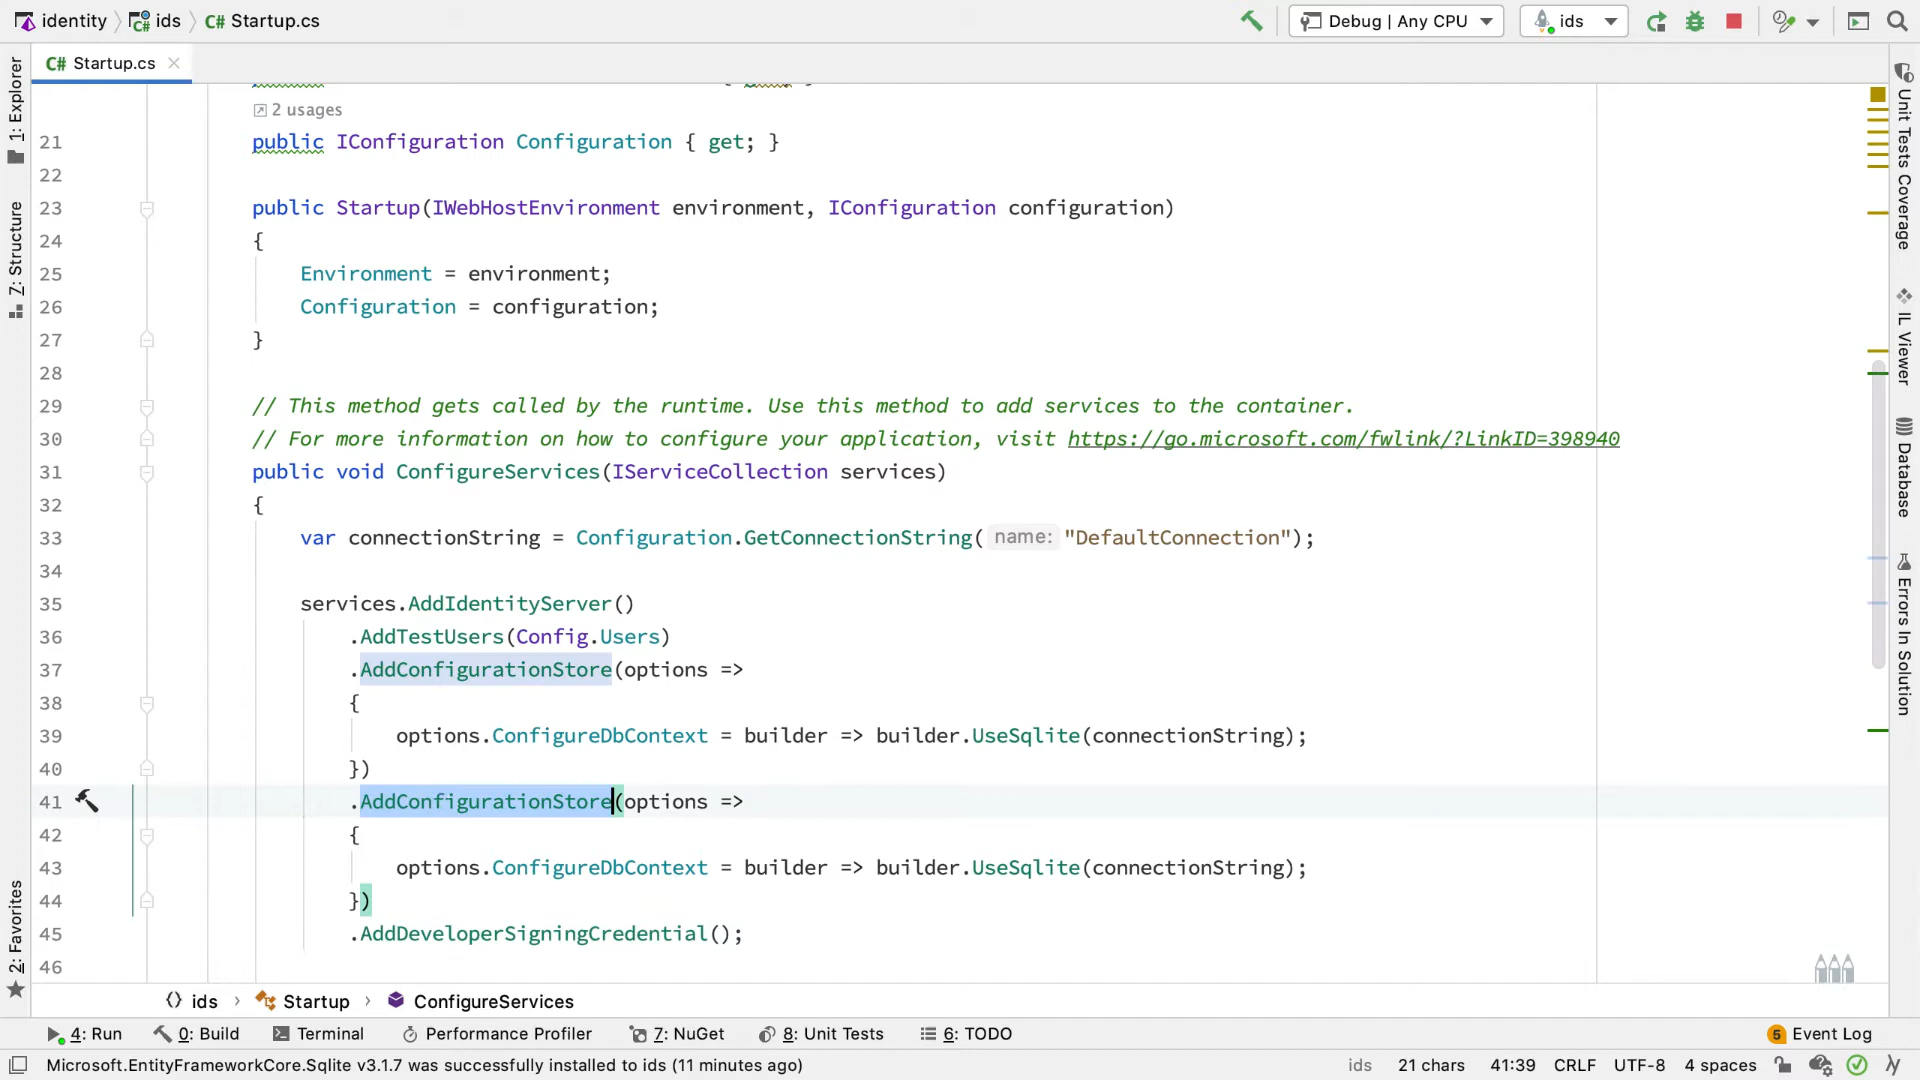 identity ids C# Startup.cs Debug | Any CPU ids
C# Startup.cs
2 usages
21 public IConfiguration Configuration { get; }
22
23 public Startup(IWebHostEnvironment environment, IConfiguration configuration)
24 {
25 Environment = environment;
26 Configuration = configuration;
27 }
28
29 // This method gets called by the runtime. Use this method to add services to the container.
30 // For more information on how to configure your application, visit https://go.microsoft.com/fwlink/?LinkID=398940
31 public void ConfigureServices(IServiceCollection services)
32 {
33 var connectionString = Configuration.GetConnectionString( name: "DefaultConnection");
34
35 services.AddIdentityServer()
36 .AddTestUsers(Config.Users)
37 .AddConfigurationStore(options =>
38 {
39 options.ConfigureDbContext = builder => builder.UseSqlite(connectionString);
40 })
41 .AddConfigurationStore(options =>
42 {
43 options.ConfigureDbContext = builder => builder.UseSqlite(connectionString);
44 })
45 .AddDeveloperSigningCredential();
46
1: Explorer
Z: Structure
2: Favorites
Unit Tests Coverage
IL Viewer
Database
Errors In Solution
ids Startup ConfigureServices
4: Run 0: Build Terminal Performance Profiler 7: NuGet 8: Unit Tests 6: TODO 5 Event Log
Microsoft.EntityFrameworkCore.Sqlite v3.1.7 was successfully installed to ids (11 minutes ago) ids 21 chars 41:39 CRLF UTF-8 4 spaces